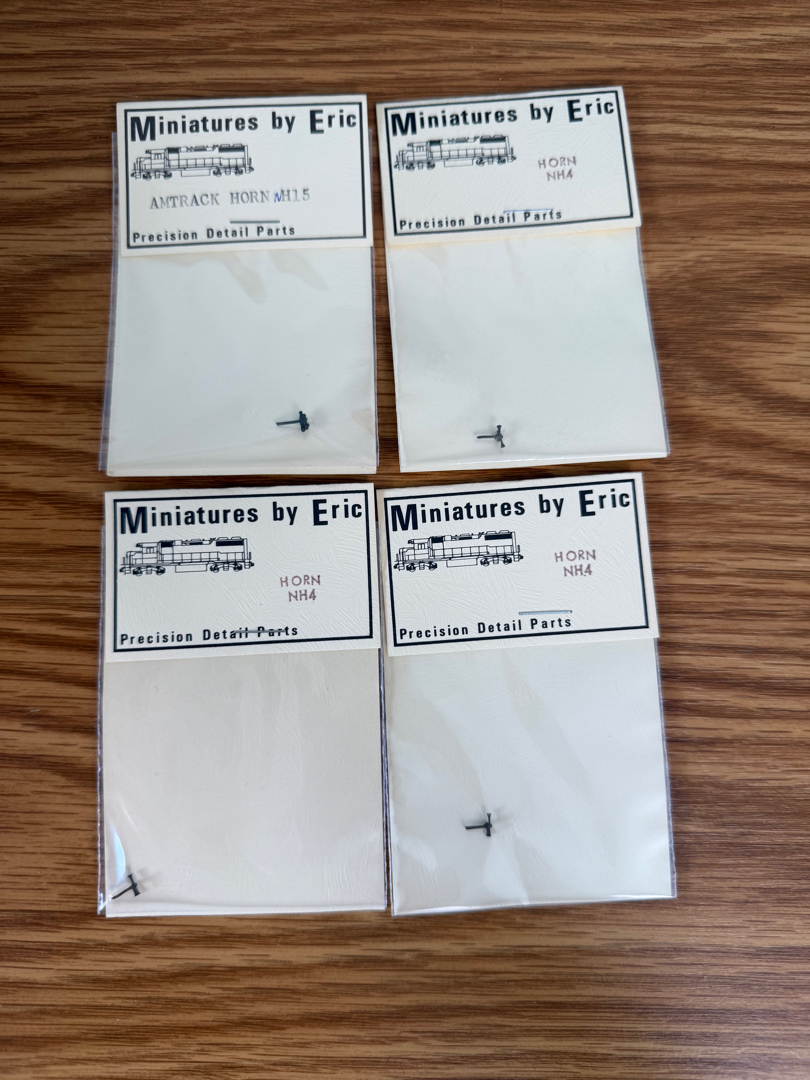 Miniatures by Eric
AMTRACK HORN NH15
Precision Detail Parts
Miniatures by Eric
HORN
NH4
Precision Detail Parts
Miniatures by Eric
HORN
NH4
Precision Detail Parts
Miniatures by Eric
HORN
NH4
Precision Detail Parts